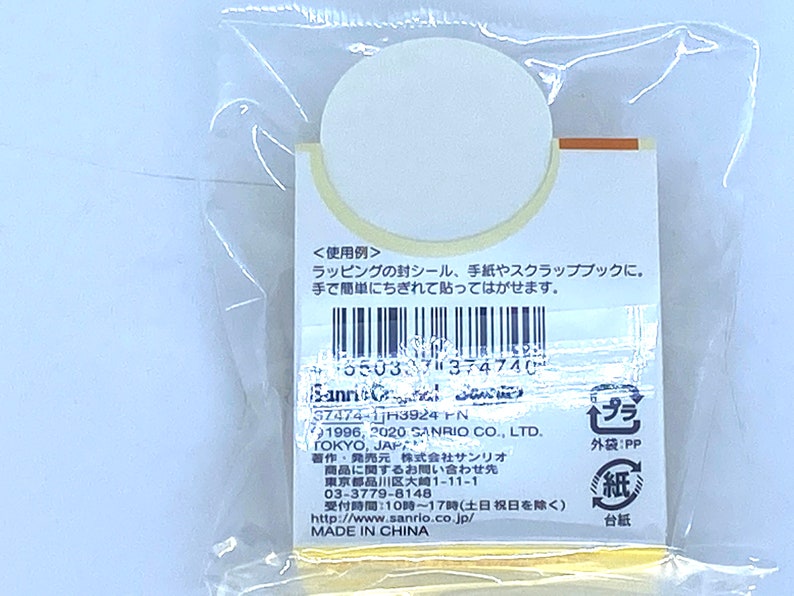 ＜使用例＞
ラッピングの封シール、手紙やスクラップブックに。
手で簡単にちぎれて貼ってはがせます。
374740
Sanrio Original Sanrio
37474-1 H3924 PN
©1996, 2020 SANRIO CO., LTD.
TOKYO, JAPAN
著作・発売元 株式会社サンリオ
商品に関するお問い合わせ先
東京都品川区大崎1-11-1
03-3779-8148
受付時間：10時～17時(土日祝日を除く)
http://www.sanrio.co.jp/
MADE IN CHINA
プラ
外袋：PP
紙
台紙